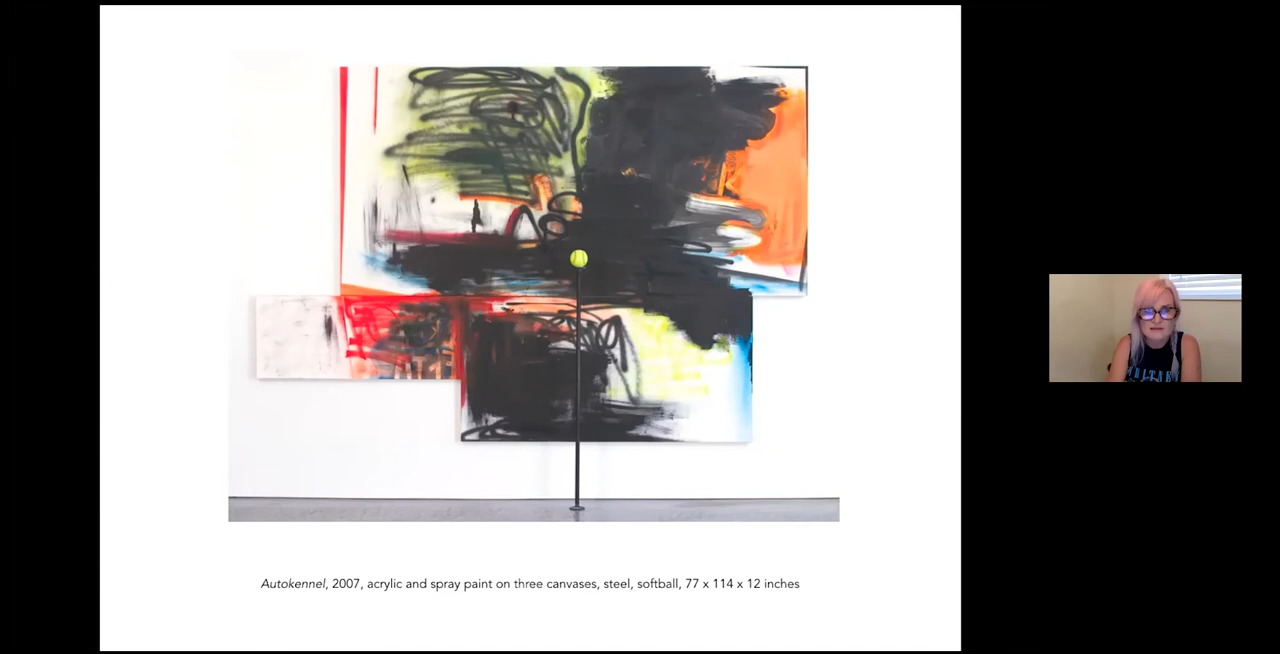 Autokennel, 2007, acrylic and spray paint on three canvases, steel, softball, 77 x 114 x 12 inches